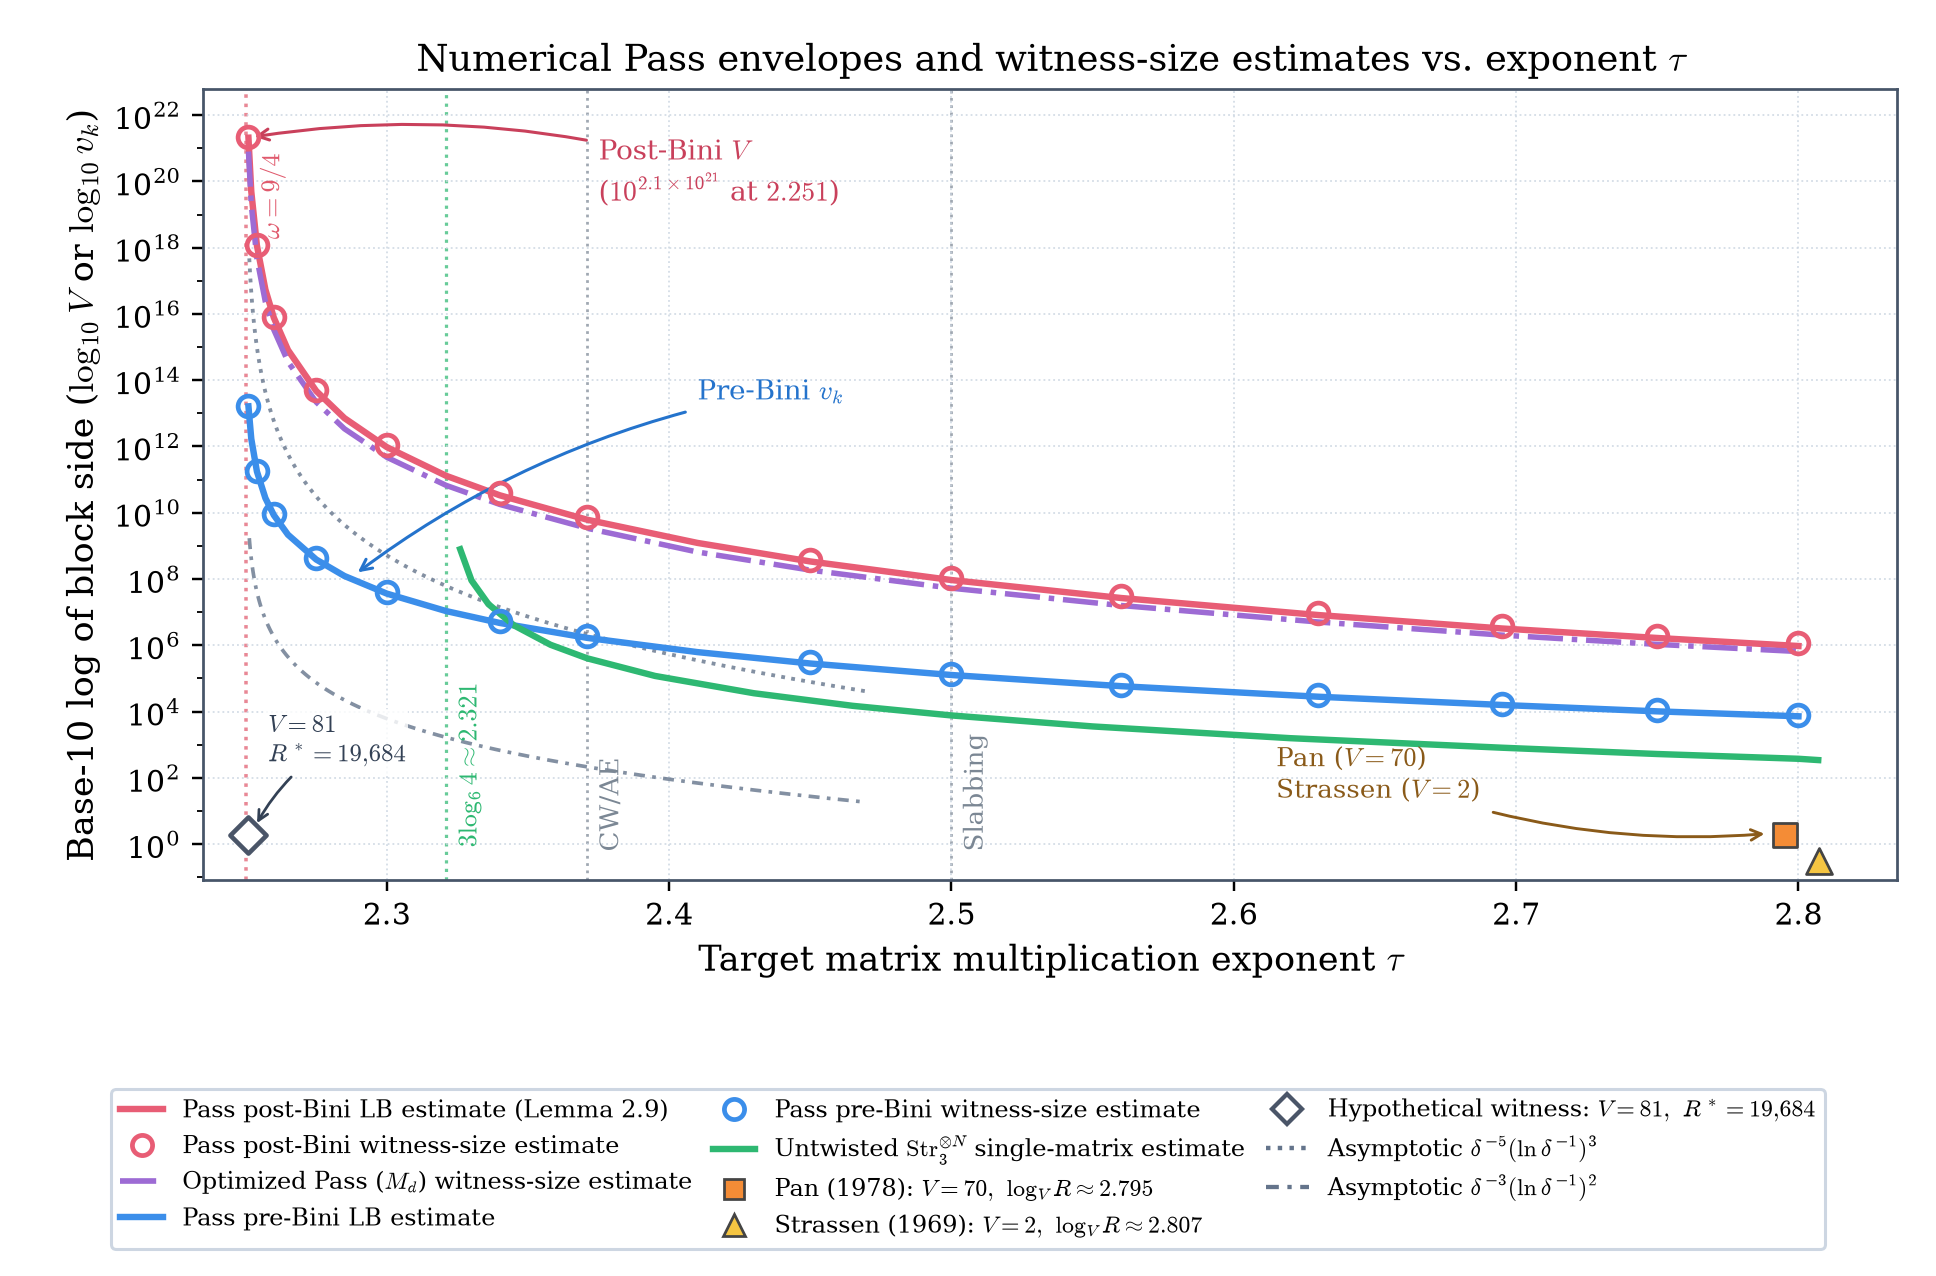 Numerical Pass envelopes and witness-size estimates vs. exponent τ
Base-10 log of block side (log₁₀ V or log₁₀ vₖ)
10²²
10²⁰
10¹⁸
10¹⁶
10¹⁴
10¹²
10¹⁰
10⁸
10⁶
10⁴
10²
10⁰
Post-Bini V
(10^{2.1 × 10^{21}} at 2.251)
ω = 9/4
Pre-Bini vₖ
V = 81
R* = 19,684
3log₆ 4 ≈ 2.321
CW/AE
Slabbing
Pan (V = 70)
Strassen (V = 2)
2.3
2.4
2.5
2.6
2.7
2.8
Target matrix multiplication exponent τ
Pass post-Bini LB estimate (Lemma 2.9)
Pass post-Bini witness-size estimate
Optimized Pass (M_d) witness-size estimate
Pass pre-Bini LB estimate
Pass pre-Bini witness-size estimate
Untwisted Str₃^{⊗N} single-matrix estimate
Pan (1978): V = 70, log_V R ≈ 2.795
Strassen (1969): V = 2, log_V R ≈ 2.807
Hypothetical witness: V = 81, R* = 19,684
Asymptotic δ⁻⁵(ln δ⁻¹)³
Asymptotic δ⁻³(ln δ⁻¹)²